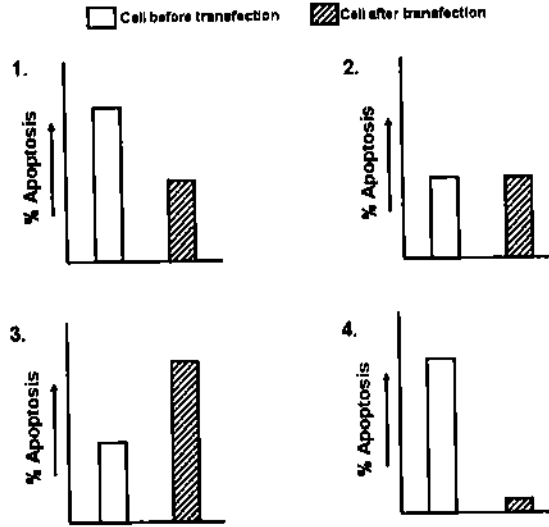 Cell before transfection Cell after transfection
1. 2.
% Apoptosis % Apoptosis
3. 4.
% Apoptosis % Apoptosis